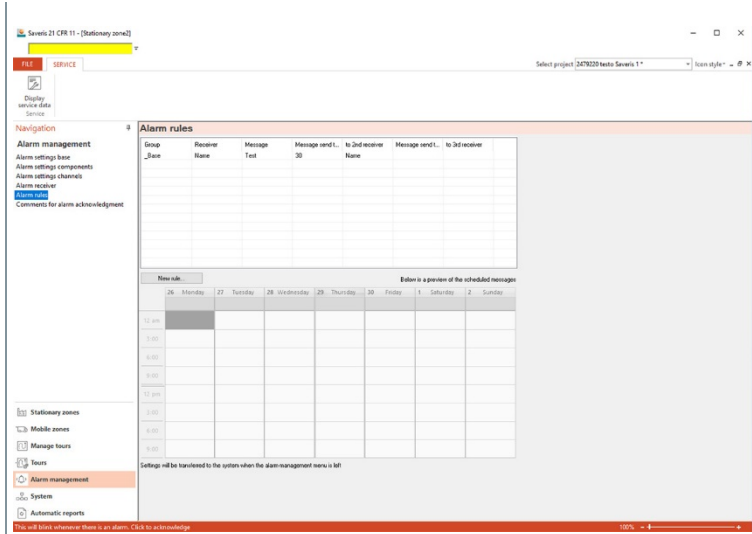 Saveris 21 CFR 11 - [Stationary zone2]
FILE SERVICE
Select project 2479220 testo Saveris 1 * Icon style
Display
service data
Service
Navigation
Alarm management
Alarm settings base
Alarm settings components
Alarm settings channels
Alarm receiver
Alarm rules
Comments for alarm acknowledgment
Alarm rules
Group Receiver Message Message send t... to 2nd receiver Message send t... to 3rd receiver
_Base Name Test 30 Name
New rule...
Below is a preview of the scheduled messages
26 Monday 27 Tuesday 28 Wednesday 29 Thursday 30 Friday 1 Saturday 2 Sunday
12 am
3:00
6:00
9:00
12 pm
3:00
6:00
9:00
Settings will be transferred to the system when the alarm-management menu is left
Stationary zones
Mobile zones
Manage tours
Tours
Alarm management
System
Automatic reports
This will blink whenever there is an alarm. Click to acknowledge
100%